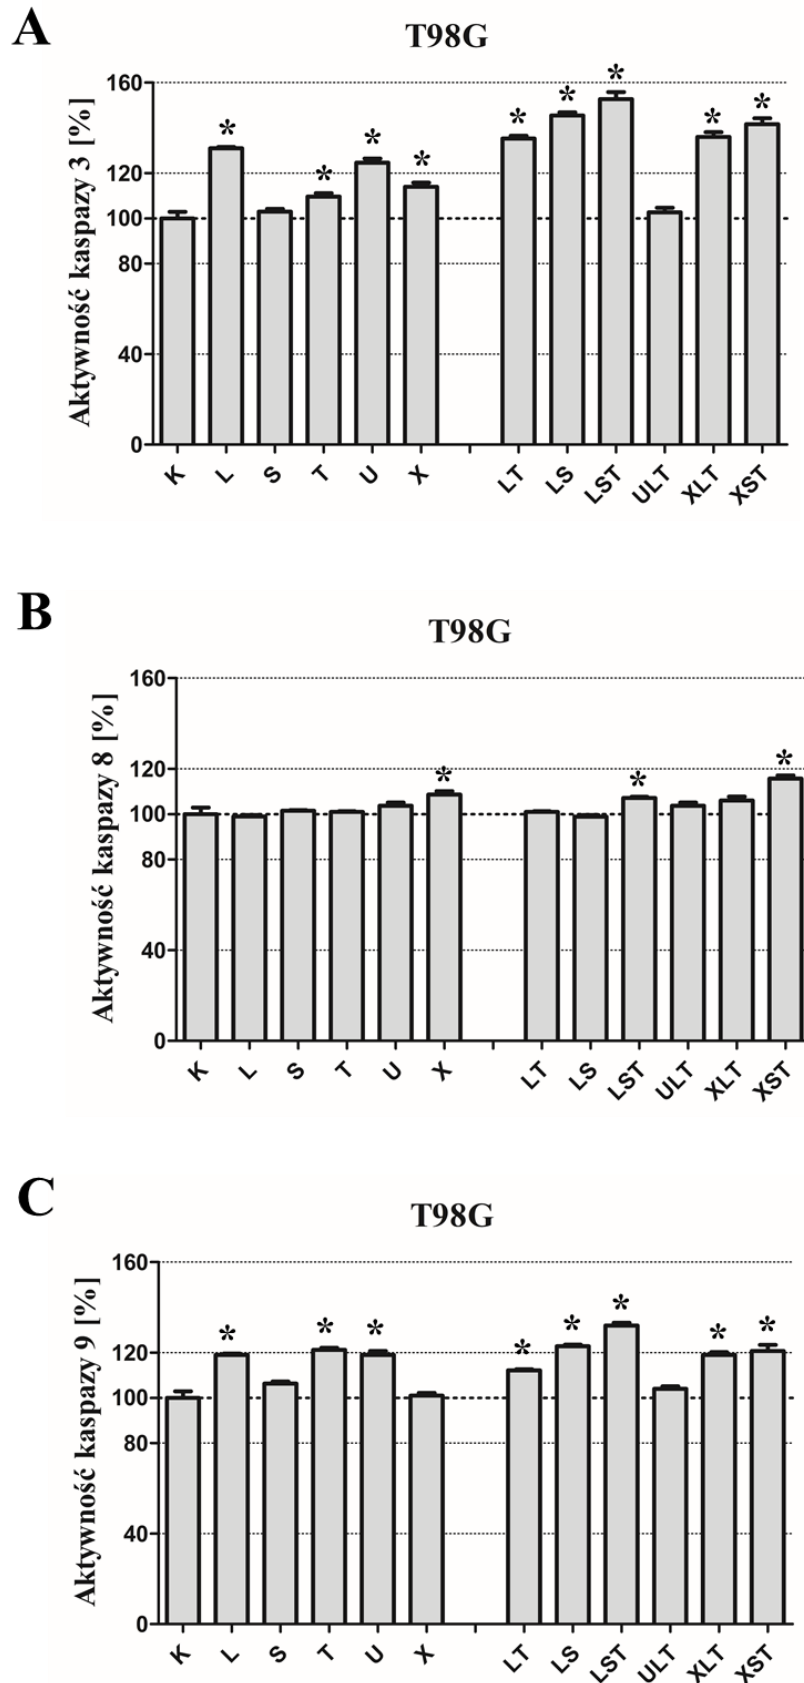 A
T98G
Aktywność kaspazy 3 [%]
160
120
100
80
40
0
K L S T U X LT LS LST ULT XLT XST
* * * * * * * * *
B
T98G
Aktywność kaspazy 8 [%]
160
120
100
80
40
0
K L S T U X LT LS LST ULT XLT XST
* * *
C
T98G
Aktywność kaspazy 9 [%]
160
120
100
80
40
0
K L S T U X LT LS LST ULT XLT XST
* * * * * * * *